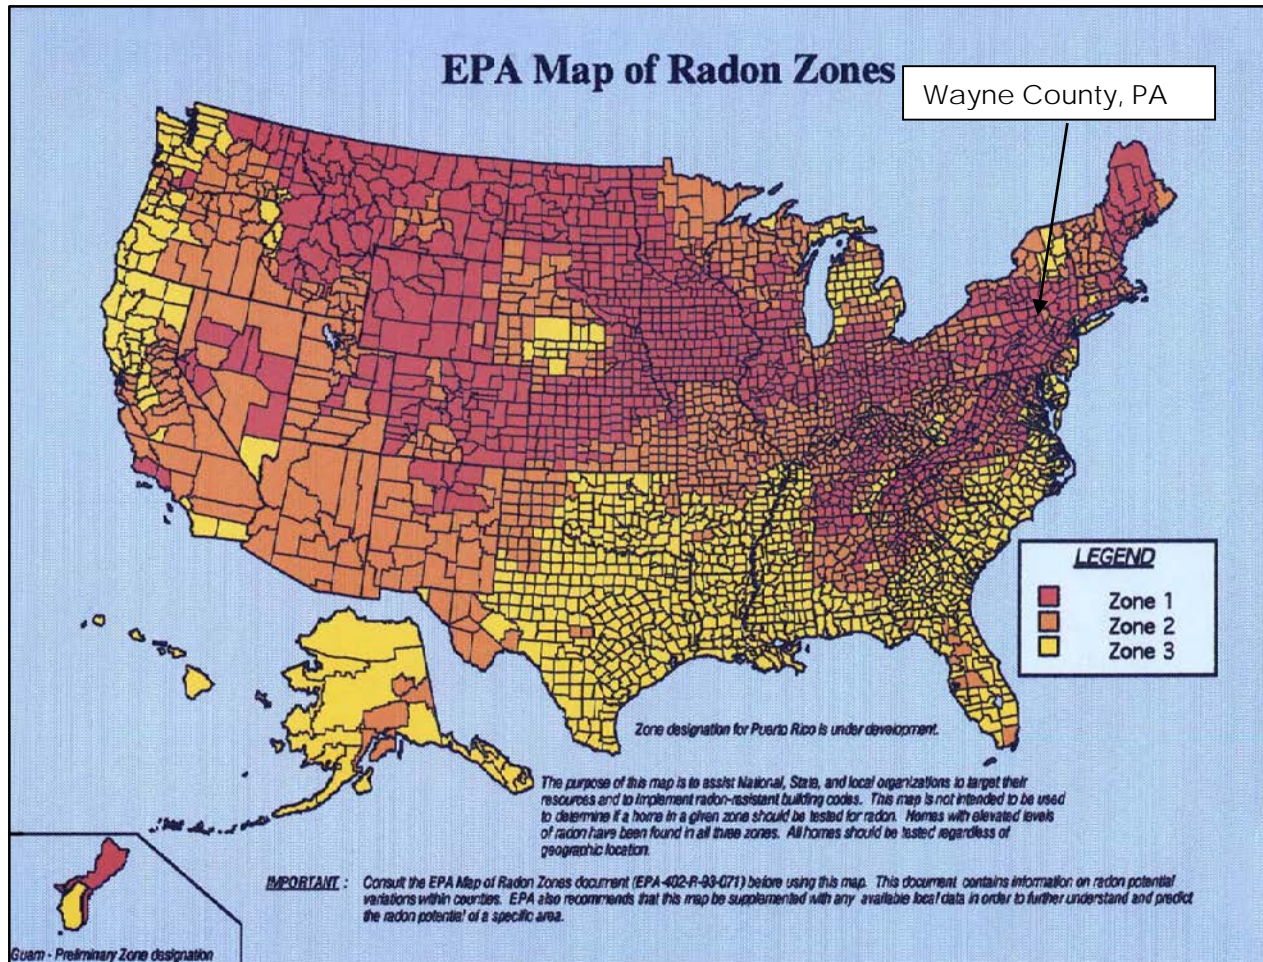 EPA Map of Radon Zones
Wayne County, PA
LEGEND
Zone 1
Zone 2
Zone 3
Zone designation for Puerto Rico is under development.
The purpose of this map is to assist National, State, and local organizations to target their
resources and to implement radon-resistant building codes. This map is not intended to be used
to determine if a home in a given zone should be tested for radon. Homes with elevated levels
of radon have been found in all three zones. All homes should be tested regardless of
geographic location.
IMPORTANT : Consult the EPA Map of Radon Zones document (EPA-402-R-93-071) before using this map. This document contains information on radon potential
variations within counties. EPA also recommends that this map be supplemented with any available local data in order to further understand and predict
the radon potential of a specific area.
Guam - Preliminary Zone designation